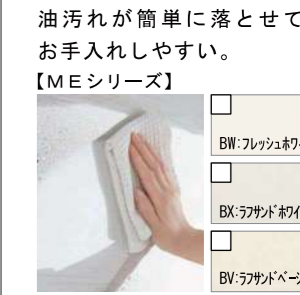 油汚れが簡単に落とせて
お手入れしやすい。
【MEシリーズ】
BW:フレッシュホワ
BX:ラフサンドホワイ
BV:ラフサンドベージ